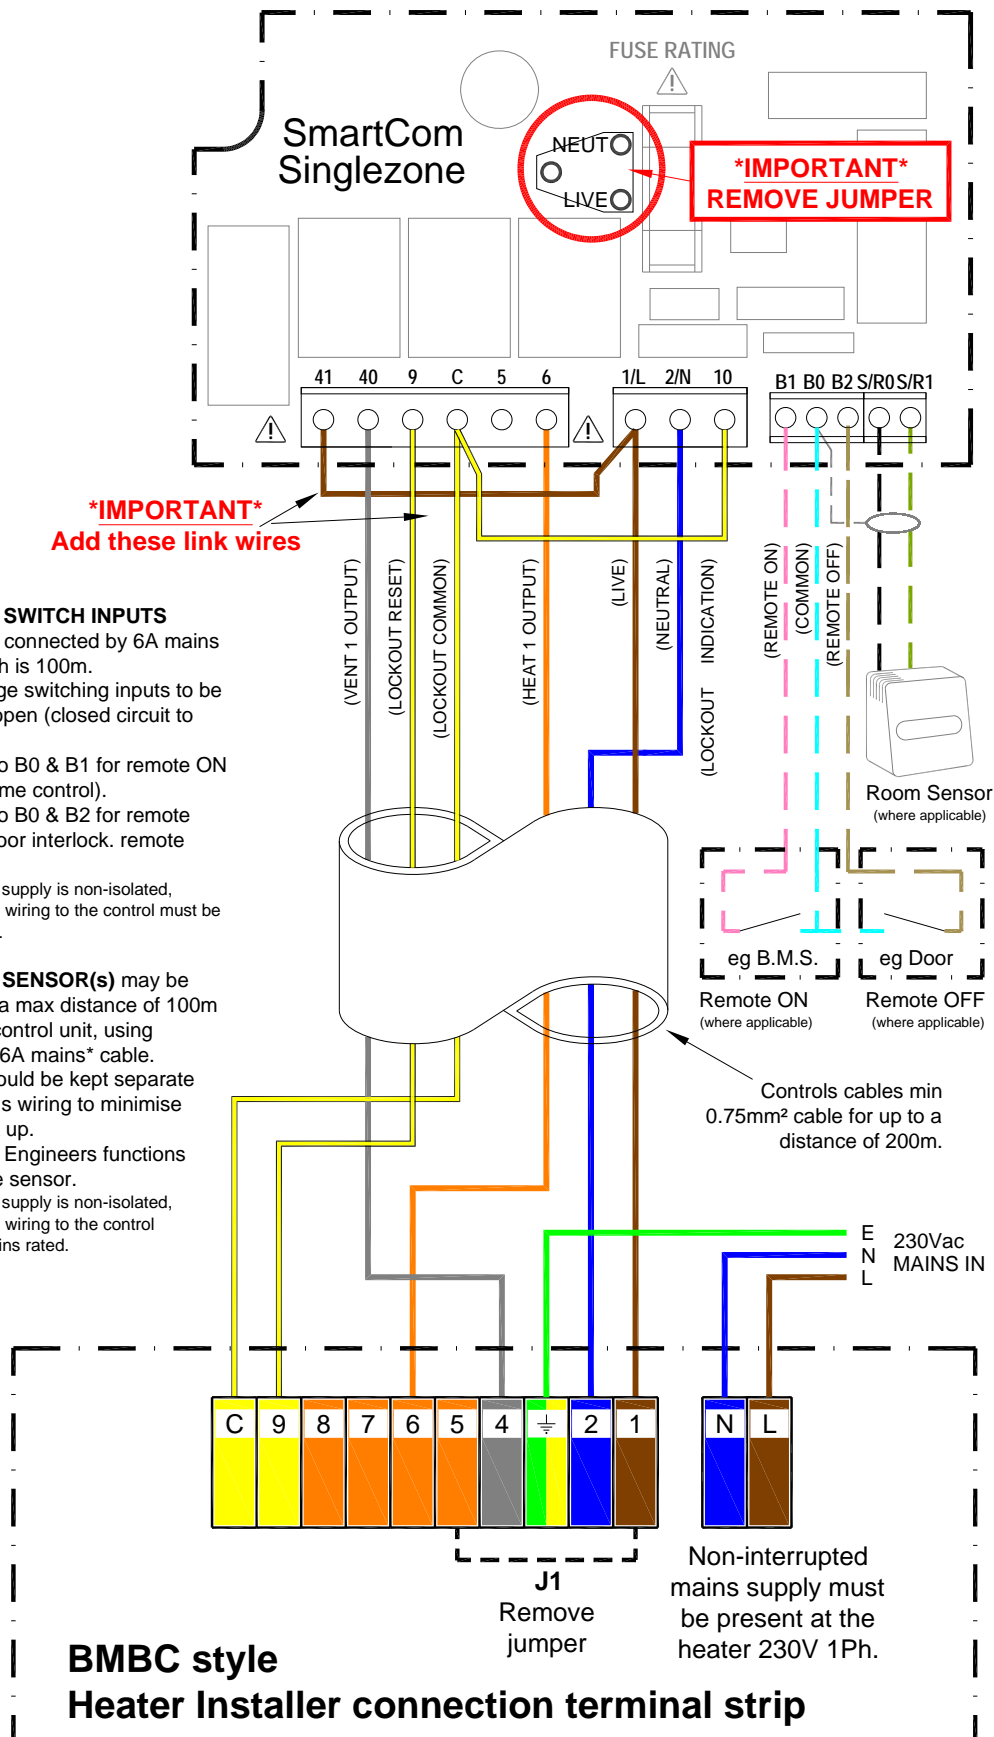 FUSE RATING
SmartCom
Singlezone
NEUT
LIVE
*IMPORTANT*
REMOVE JUMPER
41 40 9 C 5 6
1/L 2/N 10
B1 B0 B2 S/R0 S/R1
*IMPORTANT*
Add these link wires
(VENT 1 OUTPUT)
(LOCKOUT RESET)
(LOCKOUT COMMON)
(HEAT 1 OUTPUT)
(LIVE)
(NEUTRAL)
(LOCKOUT INDICATION)
(REMOTE ON)
(COMMON)
(REMOTE OFF)
SWITCH INPUTS
connected by 6A mains
h is 100m.
ge switching inputs to be
open (closed circuit to
o B0 & B1 for remote ON
me control).
o B0 & B2 for remote
oor interlock. remote
supply is non-isolated,
wiring to the control must be
.
SENSOR(s) may be
a max distance of 100m
control unit, using
6A mains* cable.
ould be kept separate
s wiring to minimise
up.
Engineers functions
e sensor.
supply is non-isolated,
wiring to the control
ins rated.
Room Sensor
(where applicable)
eg B.M.S.
eg Door
Remote ON
(where applicable)
Remote OFF
(where applicable)
Controls cables min
0.75mm² cable for up to a
distance of 200m.
E
N
L
230Vac
MAINS IN
C 9 8 7 6 5 4 2 1
N L
J1
Remove
jumper
Non-interrupted
mains supply must
be present at the
heater 230V 1Ph.
BMBC style
Heater Installer connection terminal strip